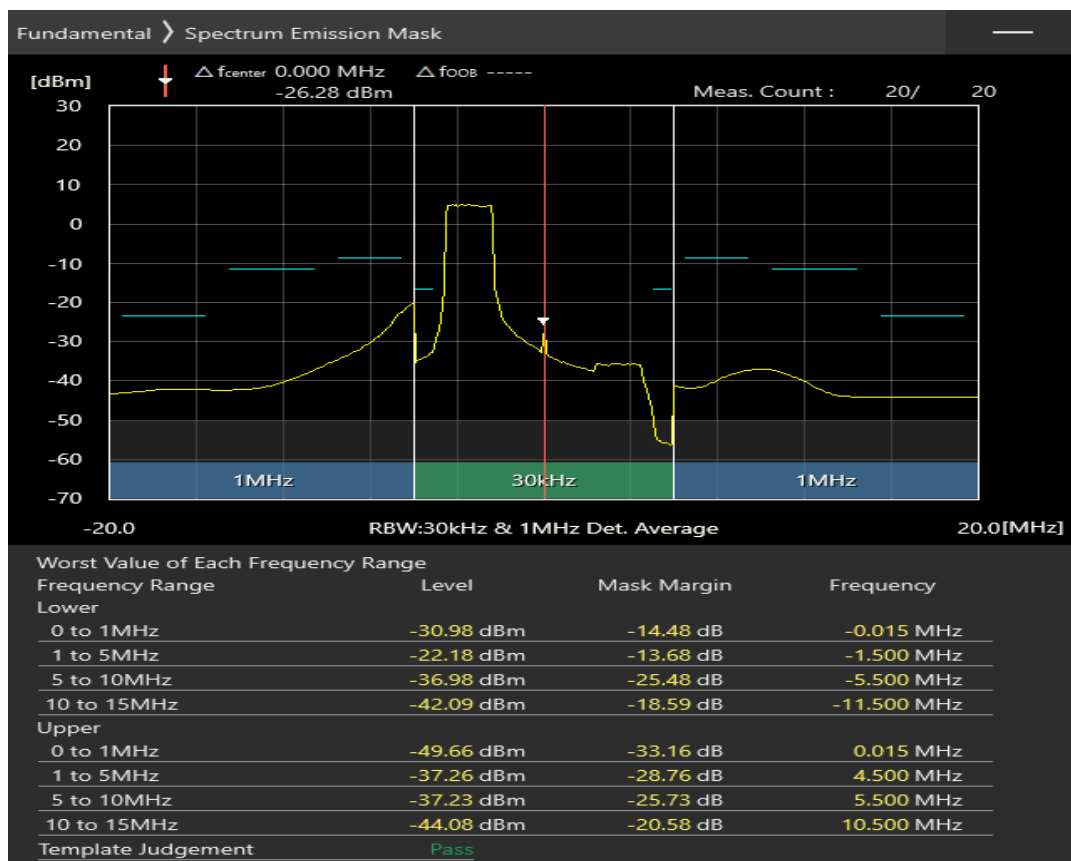 Fundamental ❯ Spectrum Emission Mask
△ fcenter 0.000 MHz △ fOOB -----
[dBm] -26.28 dBm Meas. Count : 20/ 20
30
20
10
0
-10
-20
-30
-40
-50
-60
1MHz 30kHz 1MHz
-70
-20.0 RBW:30kHz & 1MHz Det. Average 20.0[MHz]
Worst Value of Each Frequency Range
Frequency Range Level Mask Margin Frequency
Lower
0 to 1MHz -30.98 dBm -14.48 dB -0.015 MHz
1 to 5MHz -22.18 dBm -13.68 dB -1.500 MHz
5 to 10MHz -36.98 dBm -25.48 dB -5.500 MHz
10 to 15MHz -42.09 dBm -18.59 dB -11.500 MHz
Upper
0 to 1MHz -49.66 dBm -33.16 dB 0.015 MHz
1 to 5MHz -37.26 dBm -28.76 dB 4.500 MHz
5 to 10MHz -37.23 dBm -25.73 dB 5.500 MHz
10 to 15MHz -44.08 dBm -20.58 dB 10.500 MHz
Template Judgement Pass